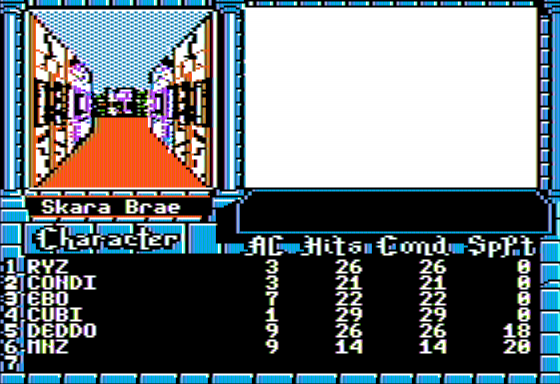 Skara Brae
Character AC Hits Cond SpPt
1 RYZ 3 26 26 0
2 CONDI 3 21 21 0
3 EBO 7 22 22 0
4 CUBI 1 29 29 0
5 DEDDO 9 26 26 18
6 MNZ 9 14 14 20
7